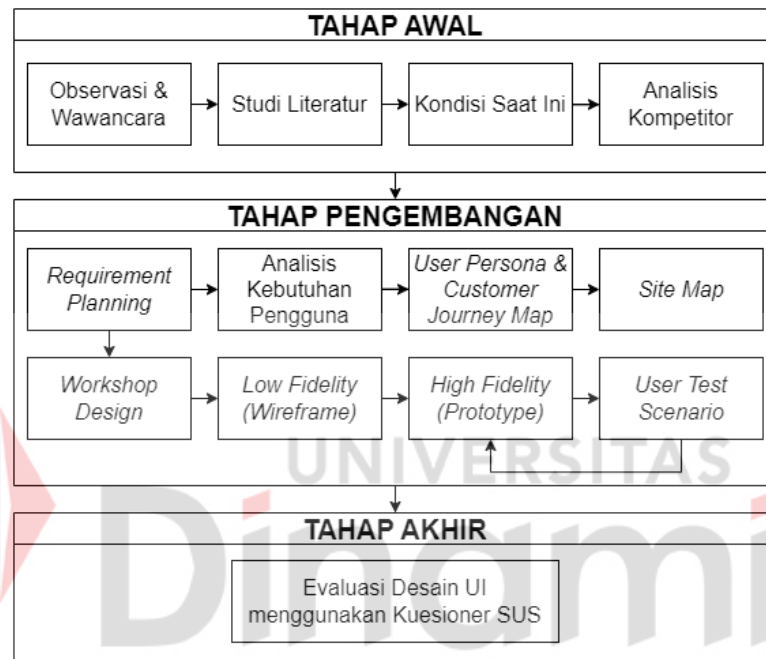 TAHAP AWAL
Observasi &
Wawancara
Studi Literatur
Kondisi Saat Ini
Analisis
Kompetitor
TAHAP PENGEMBANGAN
Requirement
Planning
Analisis
Kebutuhan
Pengguna
User Persona &
Customer
Journey Map
Site Map
Workshop
Design
Low Fidelity
(Wireframe)
High Fidelity
(Prototype)
User Test
Scenario
UNIVERSITAS
Dinami
TAHAP AKHIR
Evaluasi Desain UI
menggunakan Kuesioner SUS